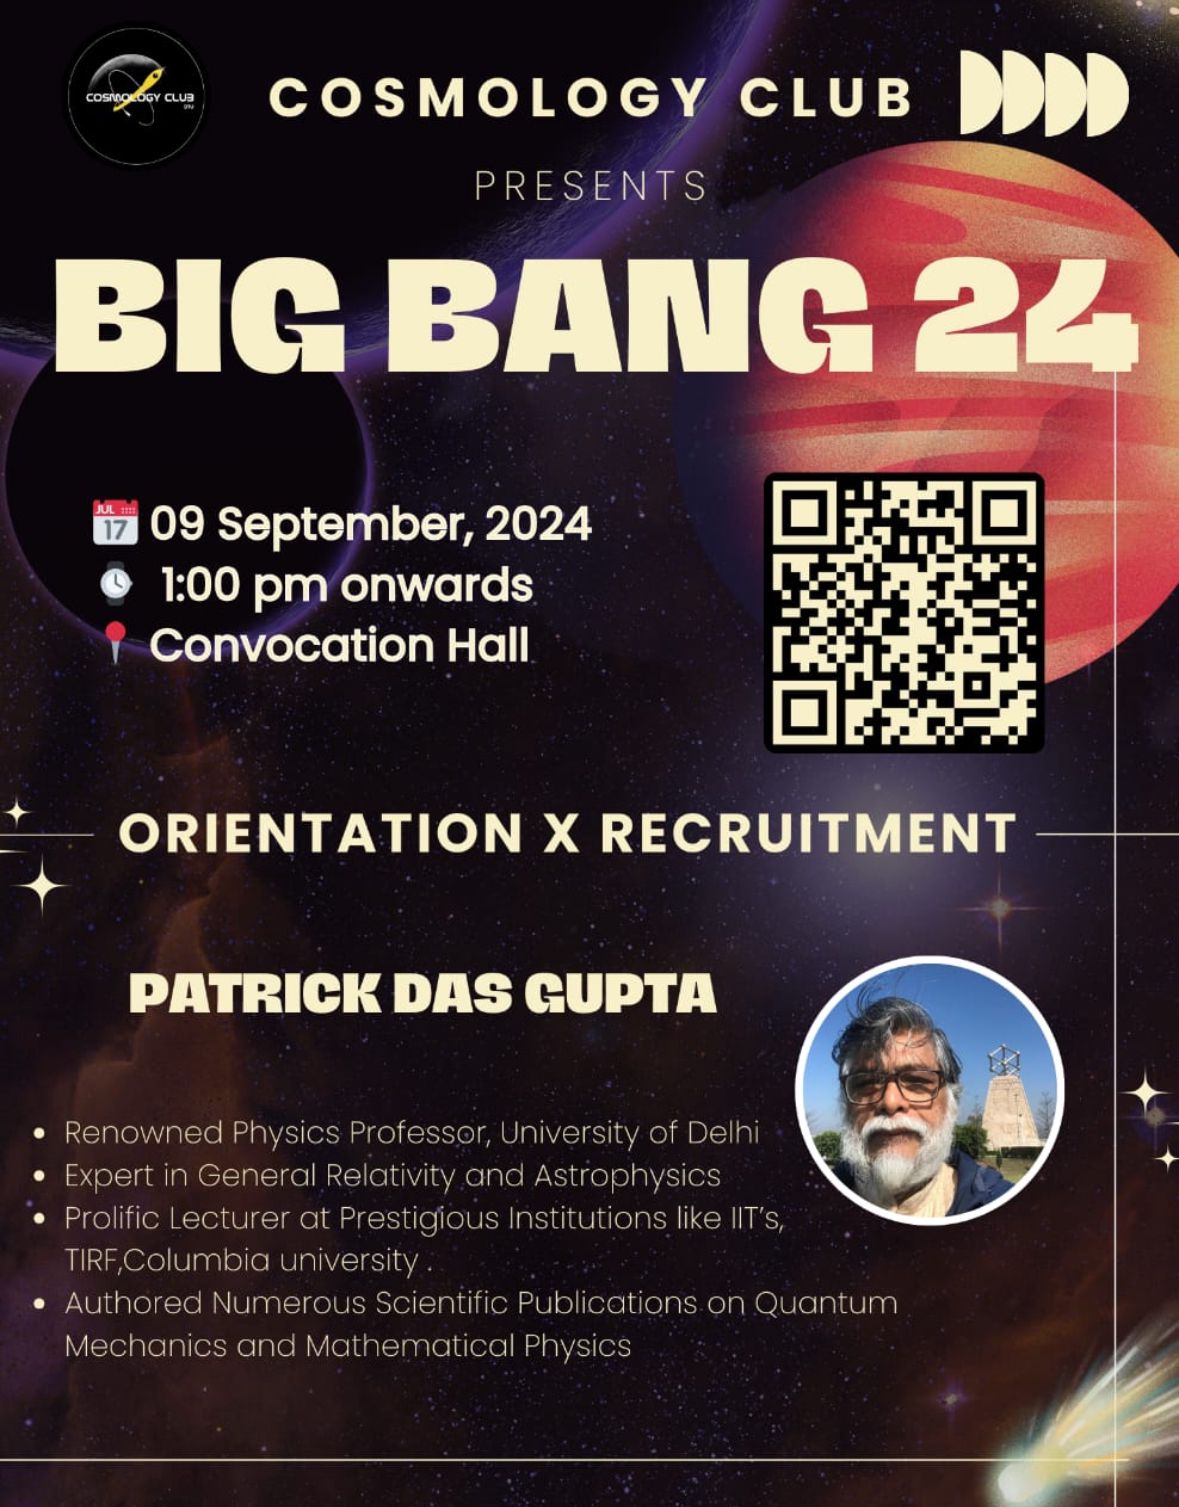 COSMOLOGY CLUB
COSMOLOGY CLUB
PRESENTS
BIG BANG 24
JUL
17
09 September, 2024
1:00 pm onwards
Convocation Hall
ORIENTATION X RECRUITMENT
PATRICK DAS GUPTA
Renowned Physics Professor, University of Delhi
Expert in General Relativity and Astrophysics
Prolific Lecturer at Prestigious Institutions like IIT's,
TIRF,Columbia university .
Authored Numerous Scientific Publications on Quantum
Mechanics and Mathematical Physics